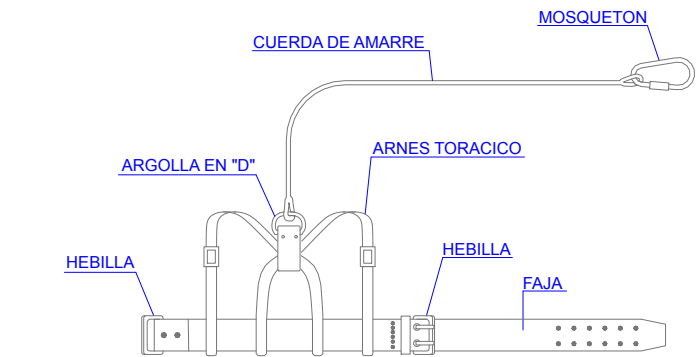 MOSQUETON
CUERDA DE AMARRE
ARNES TORACICO
ARGOLLA EN "D"
HEBILLA
HEBILLA
FAJA